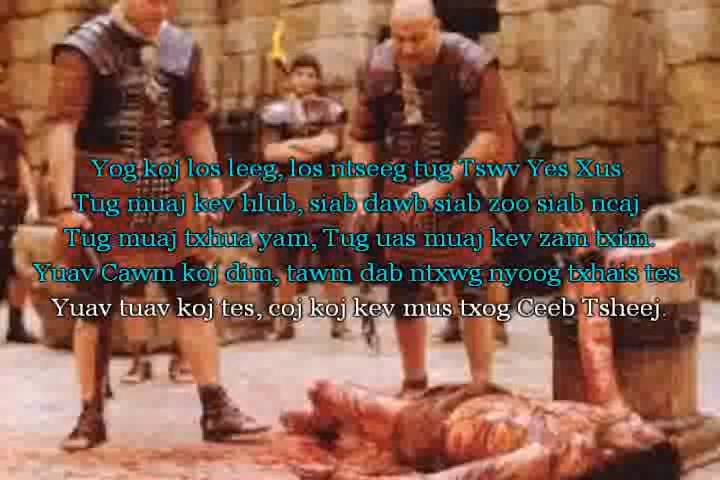 Yog koj los leeg, los ntseeg tug Tswv Yes Xus
Tug muaj kev hlub, siab dawb siab zoo siab ncaj
Tug muaj txhua yam, Tug uas muaj kev zam txim.
Yuav Cawm koj dim, tawm dab ntxwg nyoog txhais tes
Yuav tuav koj tes, coj koj kev mus txog Ceeb Tsheej.